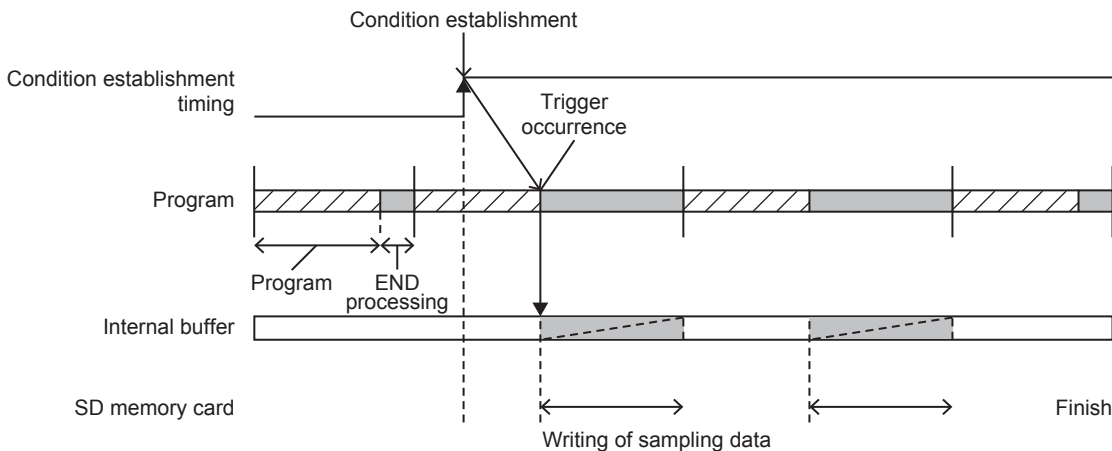 Condition establishment
Condition establishment
timing
Trigger
occurrence
Program
Program
END
processing
Internal buffer
SD memory card
Finish
Writing of sampling data